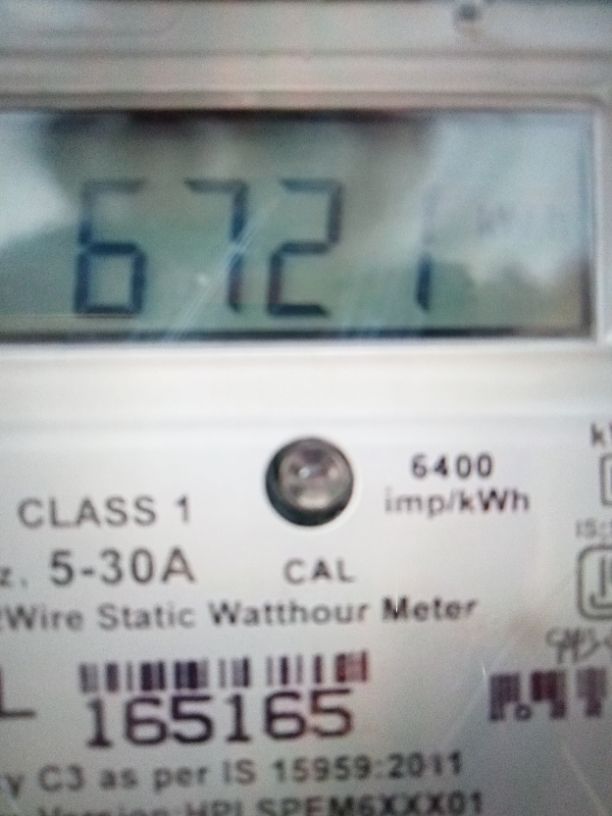 6721
6400
imp/kWh
CLASS 1
5-30A
CAL
Wire Static Watthour Meter
165165
C3 as per IS 15959:2011